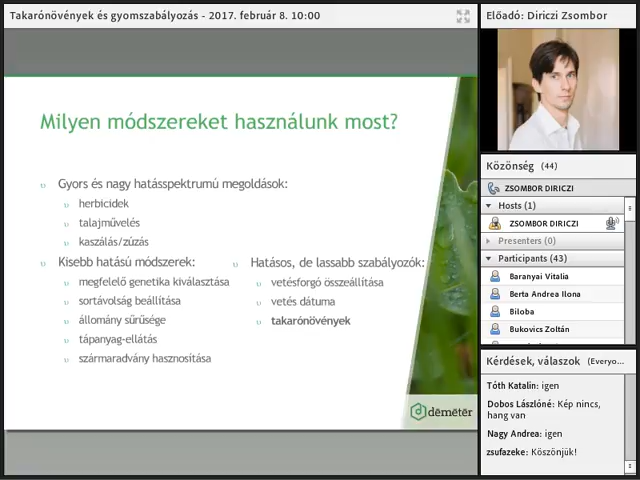 Takarónövények és gyomszabályozás - 2017. február 8. 10:00
Milyen módszereket használunk most?
Gyors és nagy hatásspektrumú megoldások:
herbicidek
talajművelés
kaszálás/zúzás
Kisebb hatású módszerek:
megfelelő genetika kiválasztása
sortávolság beállítása
állomány sűrűsége
tápanyag-ellátás
szármaradvány hasznosítása
Hatásos, de lassabb szabályozók:
vetésforgó összeállítása
vetés dátuma
takarónövények
démétér
Előadó: Diriczi Zsombor
Közönség (44)
ZSOMBOR DIRICZI
Hosts (1)
ZSOMBOR DIRICZI
Presenters (0)
Participants (43)
Baranyai Vitalia
Berta Andrea Ilona
Biloba
Bukovics Zoltán
Kérdések, válaszok (Everyo...
Tóth Katalin: igen
Dobos Lászlóné: Kép nincs,
hang van
Nagy Andrea: igen
zsufazeke: Köszönjük!